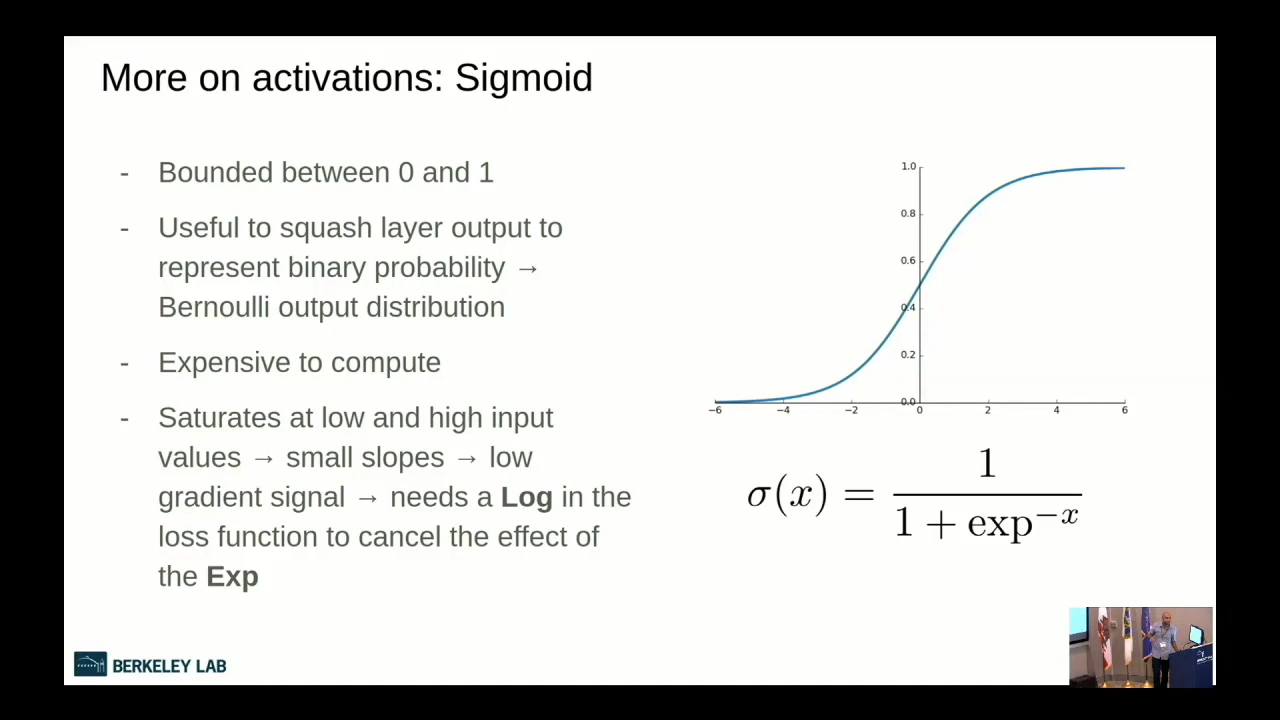 More on activations: Sigmoid
- Bounded between 0 and 1
- Useful to squash layer output to
represent binary probability →
Bernoulli output distribution
- Expensive to compute
- Saturates at low and high input
values → small slopes → low
gradient signal → needs a Log in the
loss function to cancel the effect of
the Exp
1.0
0.8
0.6
0.4
0.2
0.0
−6 −4 −2 0 2 4 6
σ(x) = 1 / (1 + exp^−x)
BERKELEY LAB